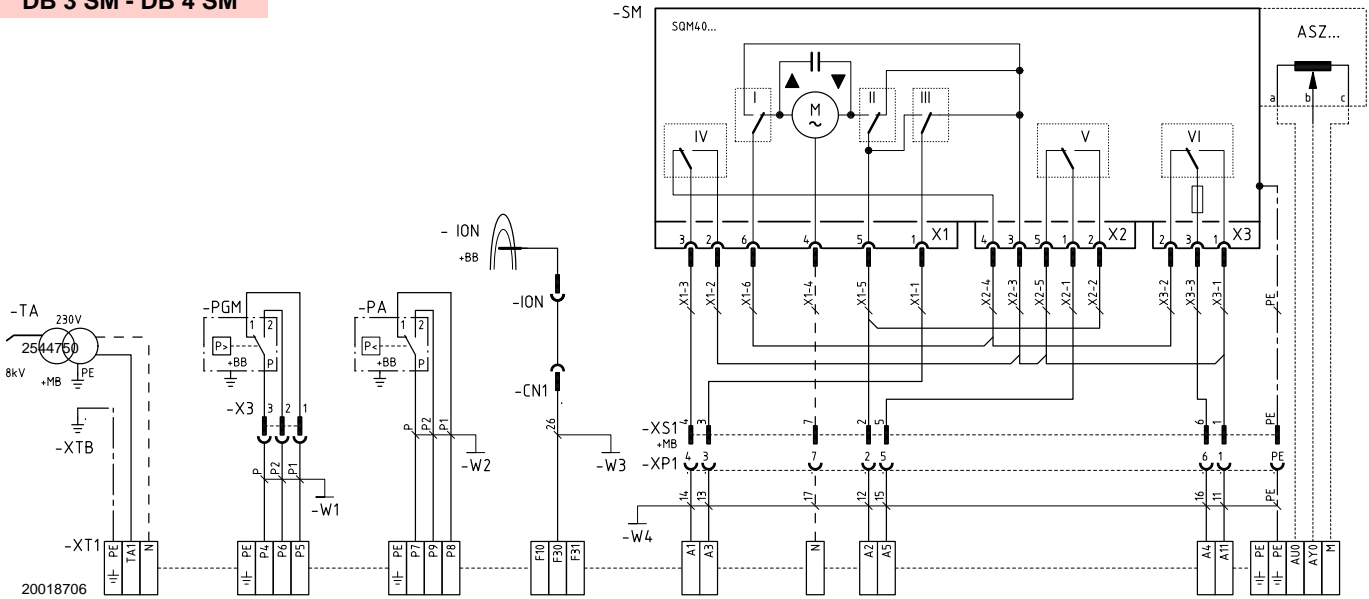 DB 3 SM - DB 4 SM
-SM
SQM40...
ASZ...
a b c
I M ~ II III
IV V VI
3 2 6 4 5 1 X1 4 3 5 1 2 X2 2 3 1 X3
X1-3 X1-2 X1-6 X1-4 X1-5 X1-1 X2-4 X2-3 X2-5 X2-1 X2-2 X3-2 X3-3 X3-1 PE
- ION
+BB
-ION
-CN1
26
-W3
-TA
230V
2544750
8kV
+MB
PE
-XTB
-PGM
1 2
P>
+BB
P
-X3 3 2 1
P P2 P1
-W1
-PA
1 2
P<
+BB
P
P P2 P1
-W2
-XS1 4 3 7 2 5 6 1 PE
+MB
-XP1 4 3 7 2 5 6 1 PE
14 13 17 12 15 16 11 PE
-W4
-XT1 PE TA1 N PE P4 P6 P5 PE P7 P9 P8 F10 F30 F31 A1 A3 N A2 A5 A4 A11 PE PE AU0 AY0 M
20018706